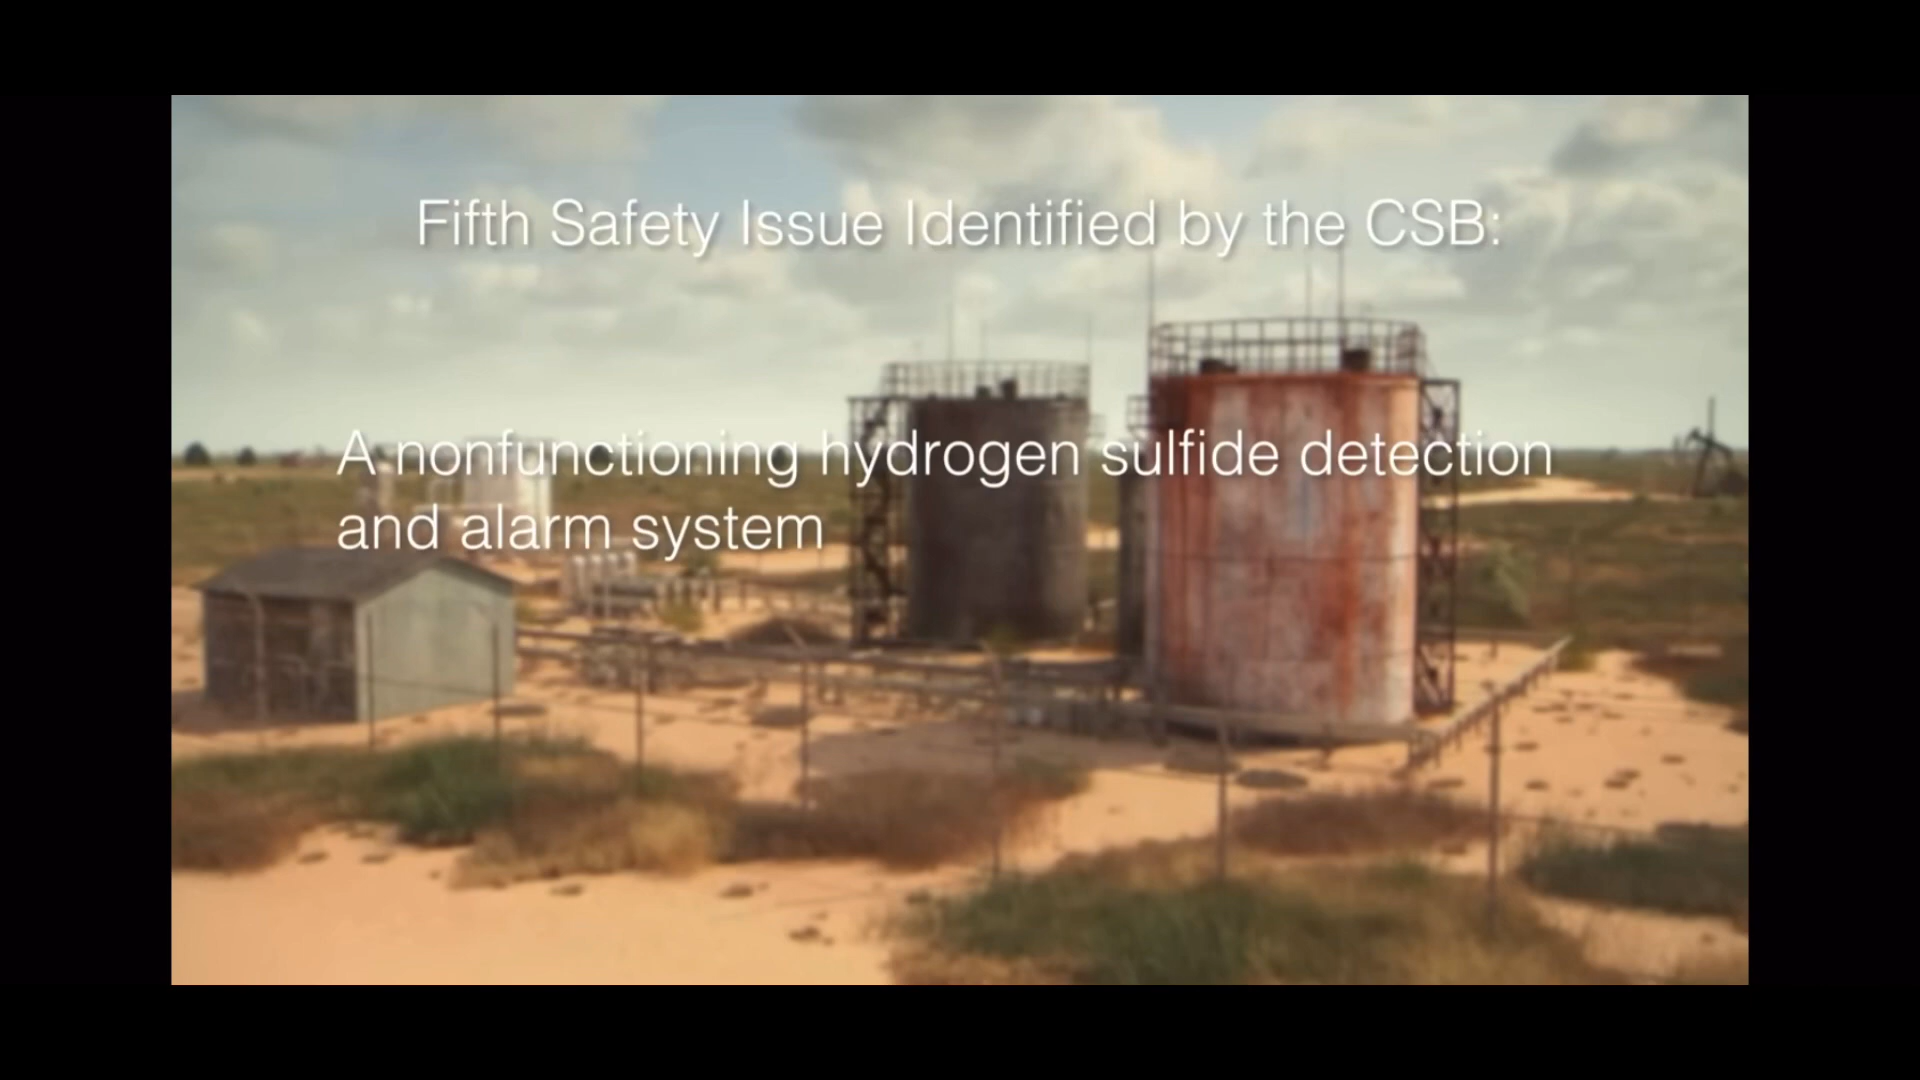 Fifth Safety Issue Identified by the CSB:
A nonfunctioning hydrogen sulfide detection
and alarm system